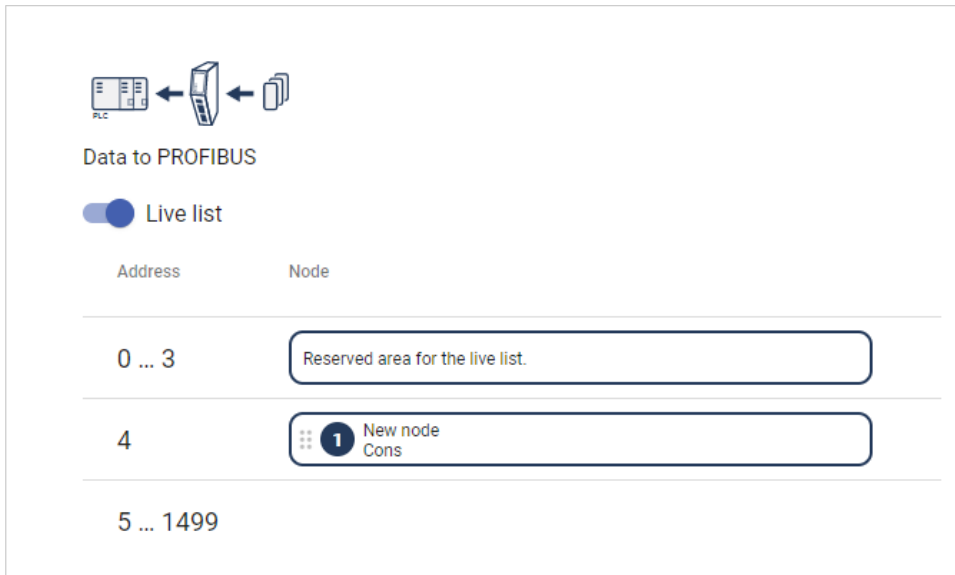 PLC
Data to PROFIBUS
Live list
Address Node
0 ... 3 Reserved area for the live list.
4 1 New node
Cons
5 ... 1499